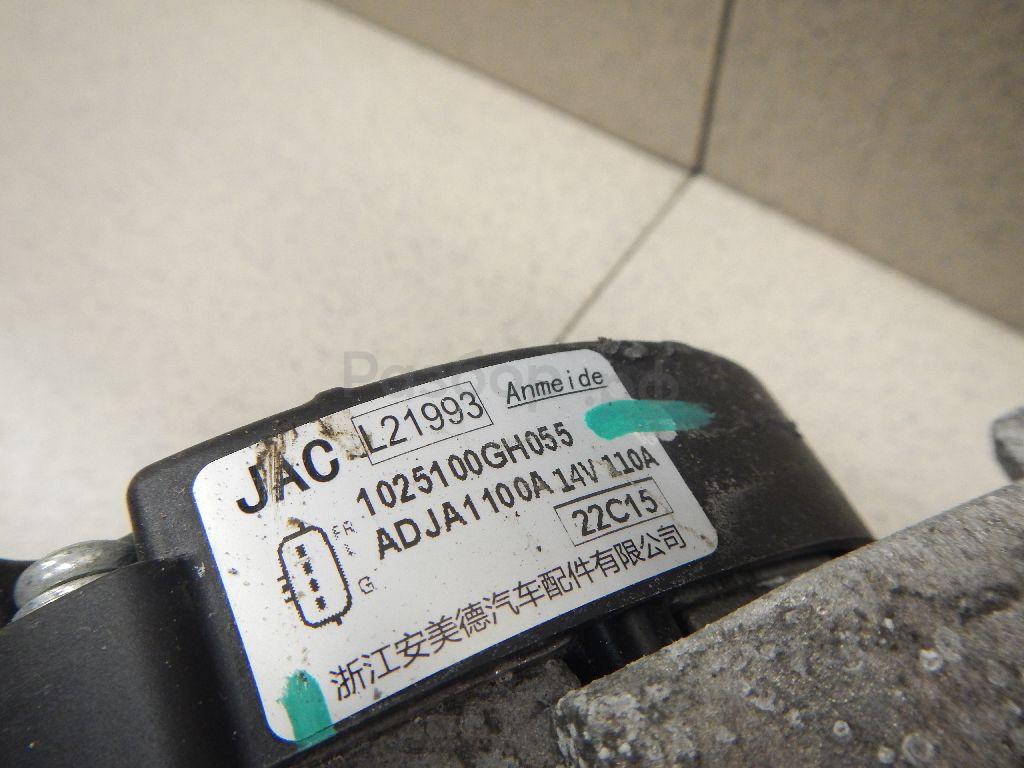 JAC L21993 Anmeide
1025100GH055
ADJA1100A 14V 110A
FR
L
G
22C15
浙江安美德汽车配件有限公司